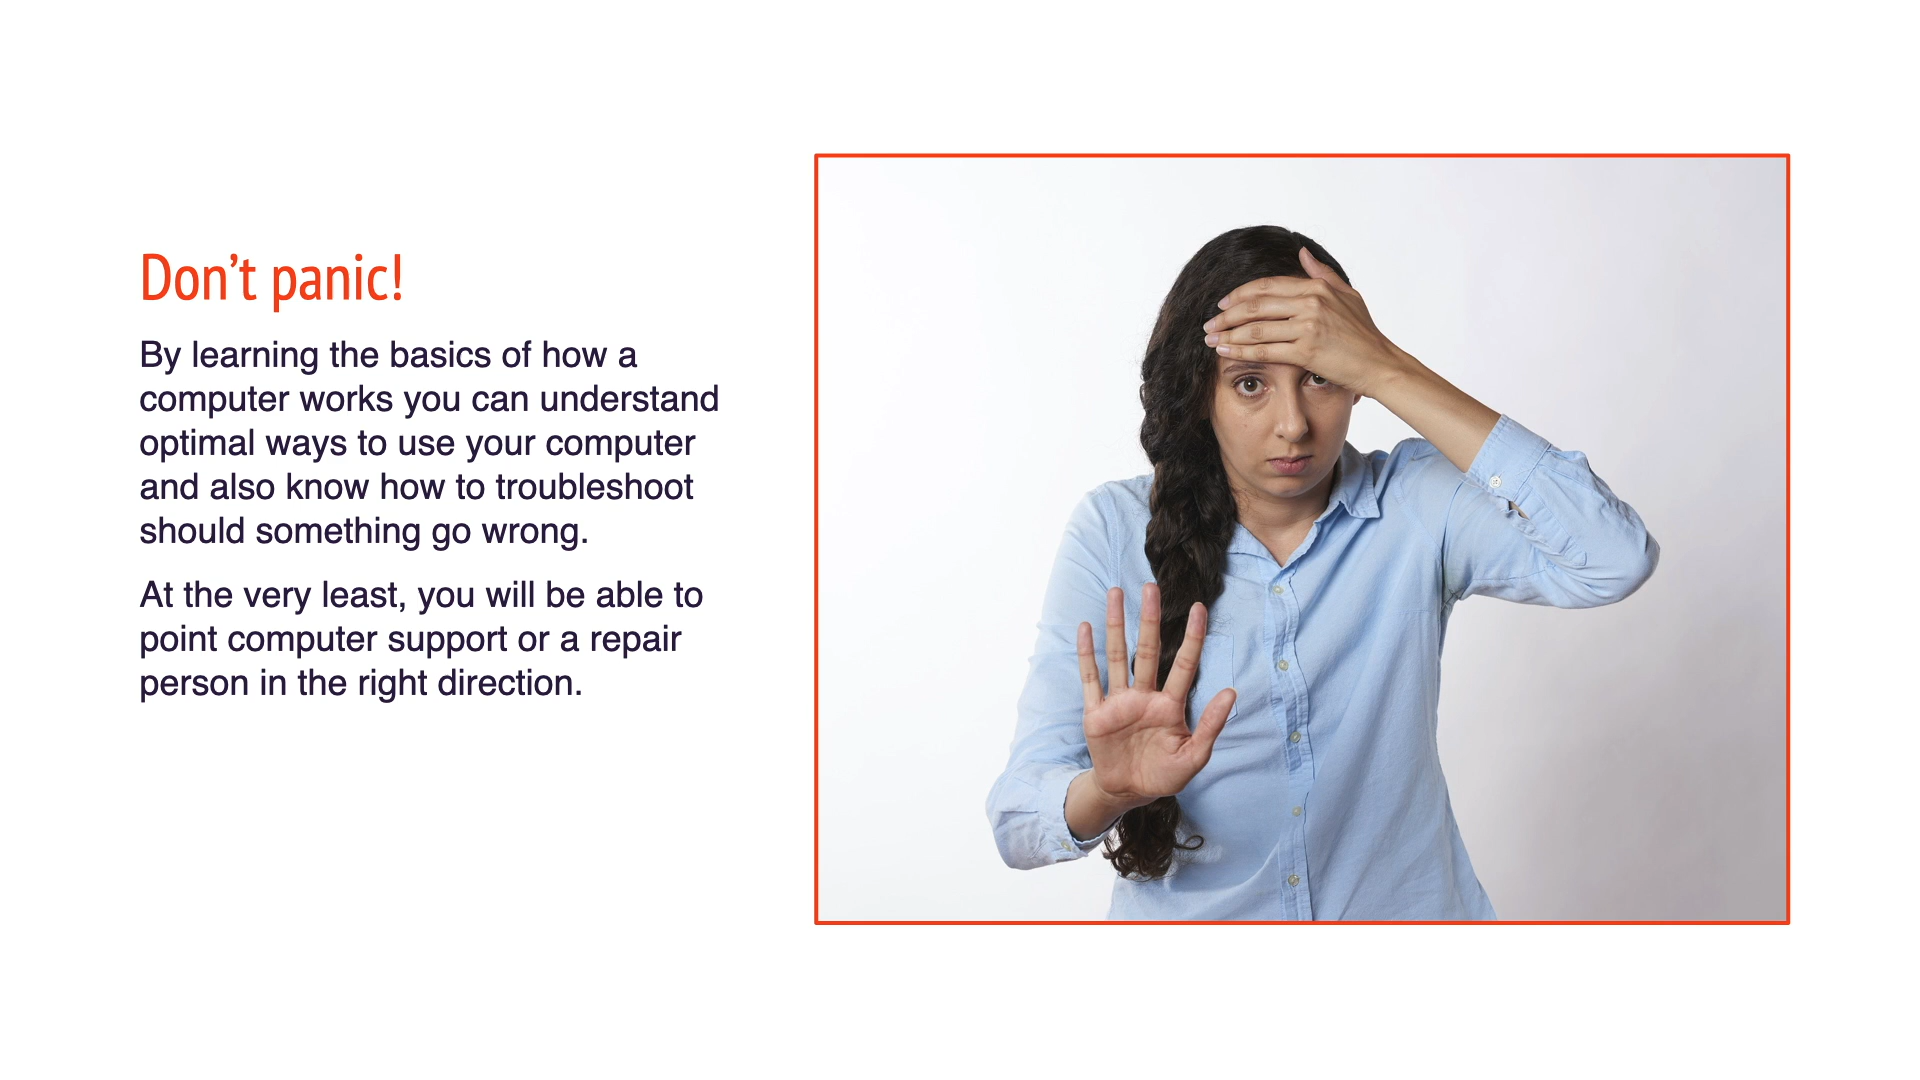 Don’t panic!
By learning the basics of how a
computer works you can understand
optimal ways to use your computer
and also know how to troubleshoot
should something go wrong.
At the very least, you will be able to
point computer support or a repair
person in the right direction.